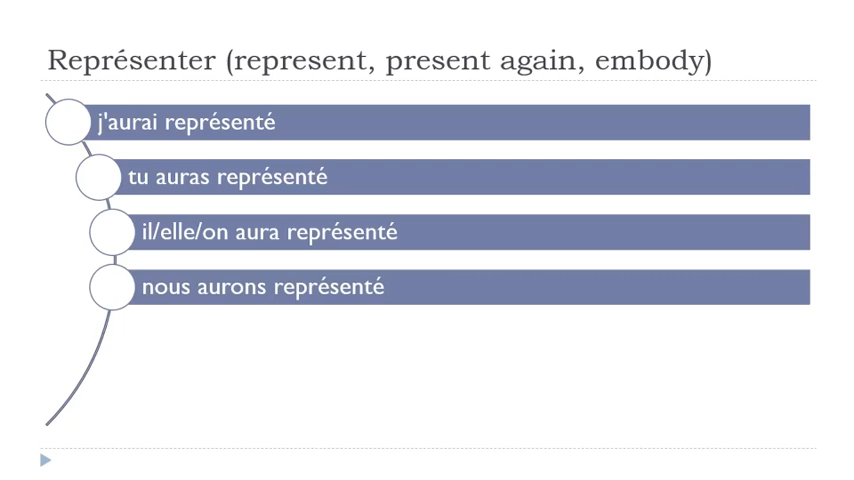 Représenter (represent, present again, embody)
j'aurai représenté
tu auras représenté
il/elle/on aura représenté
nous aurons représenté